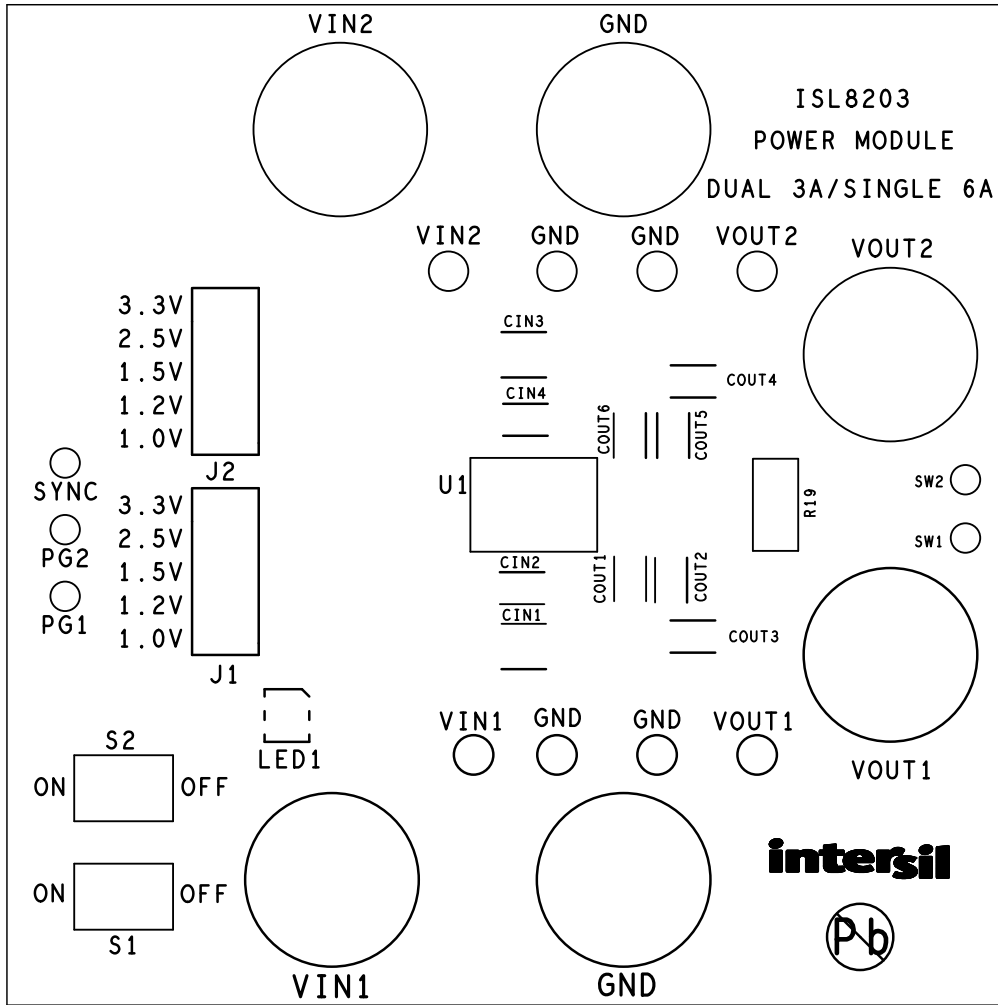 VIN2
GND
ISL8203
POWER MODULE
DUAL 3A/SINGLE 6A
VIN2
GND
GND
VOUT2
VOUT2
3.3V
2.5V
1.5V
1.2V
1.0V
J2
CIN3
CIN4
COUT4
COUT6
COUT5
U1
R19
SW2
SW1
SYNC
PG2
PG1
3.3V
2.5V
1.5V
1.2V
1.0V
J1
CIN2
CIN1
COUT1
COUT2
COUT3
LED1
VIN1
GND
GND
VOUT1
VOUT1
S2
ON
OFF
ON
OFF
S1
VIN1
GND
intersil
Pb